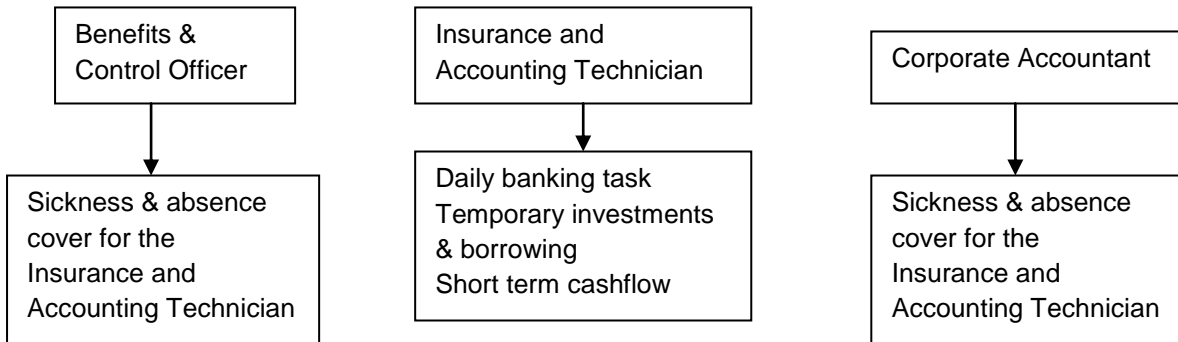 Benefits &
Control Officer
Insurance and
Accounting Technician
Corporate Accountant
Sickness & absence
cover for the
Insurance and
Accounting Technician
Daily banking task
Temporary investments
& borrowing
Short term cashflow
Sickness & absence
cover for the
Insurance and
Accounting Technician